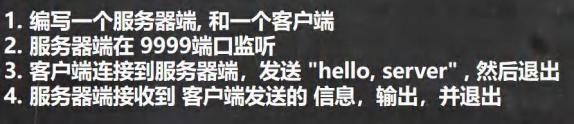 1. 编写一个服务器端, 和一个客户端
2. 服务器端在 9999端口监听
3. 客户端连接到服务器端，发送 "hello, server" , 然后退出
4. 服务器端接收到 客户端发送的 信息，输出，并退出